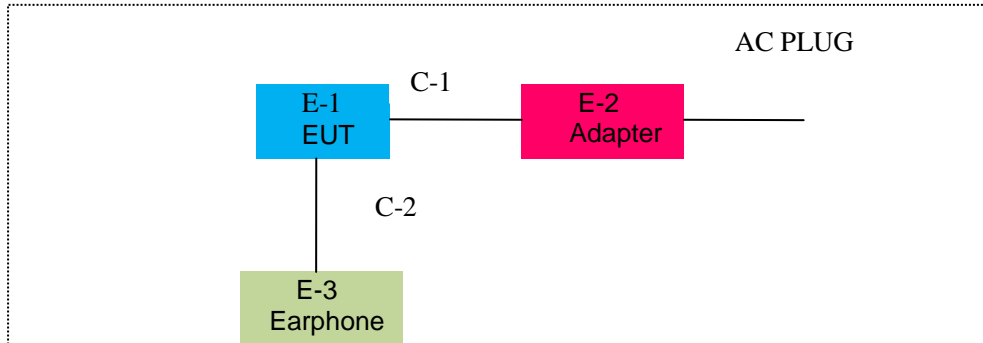 AC PLUG
C-1
E-1
EUT
E-2
Adapter
C-2
E-3
Earphone